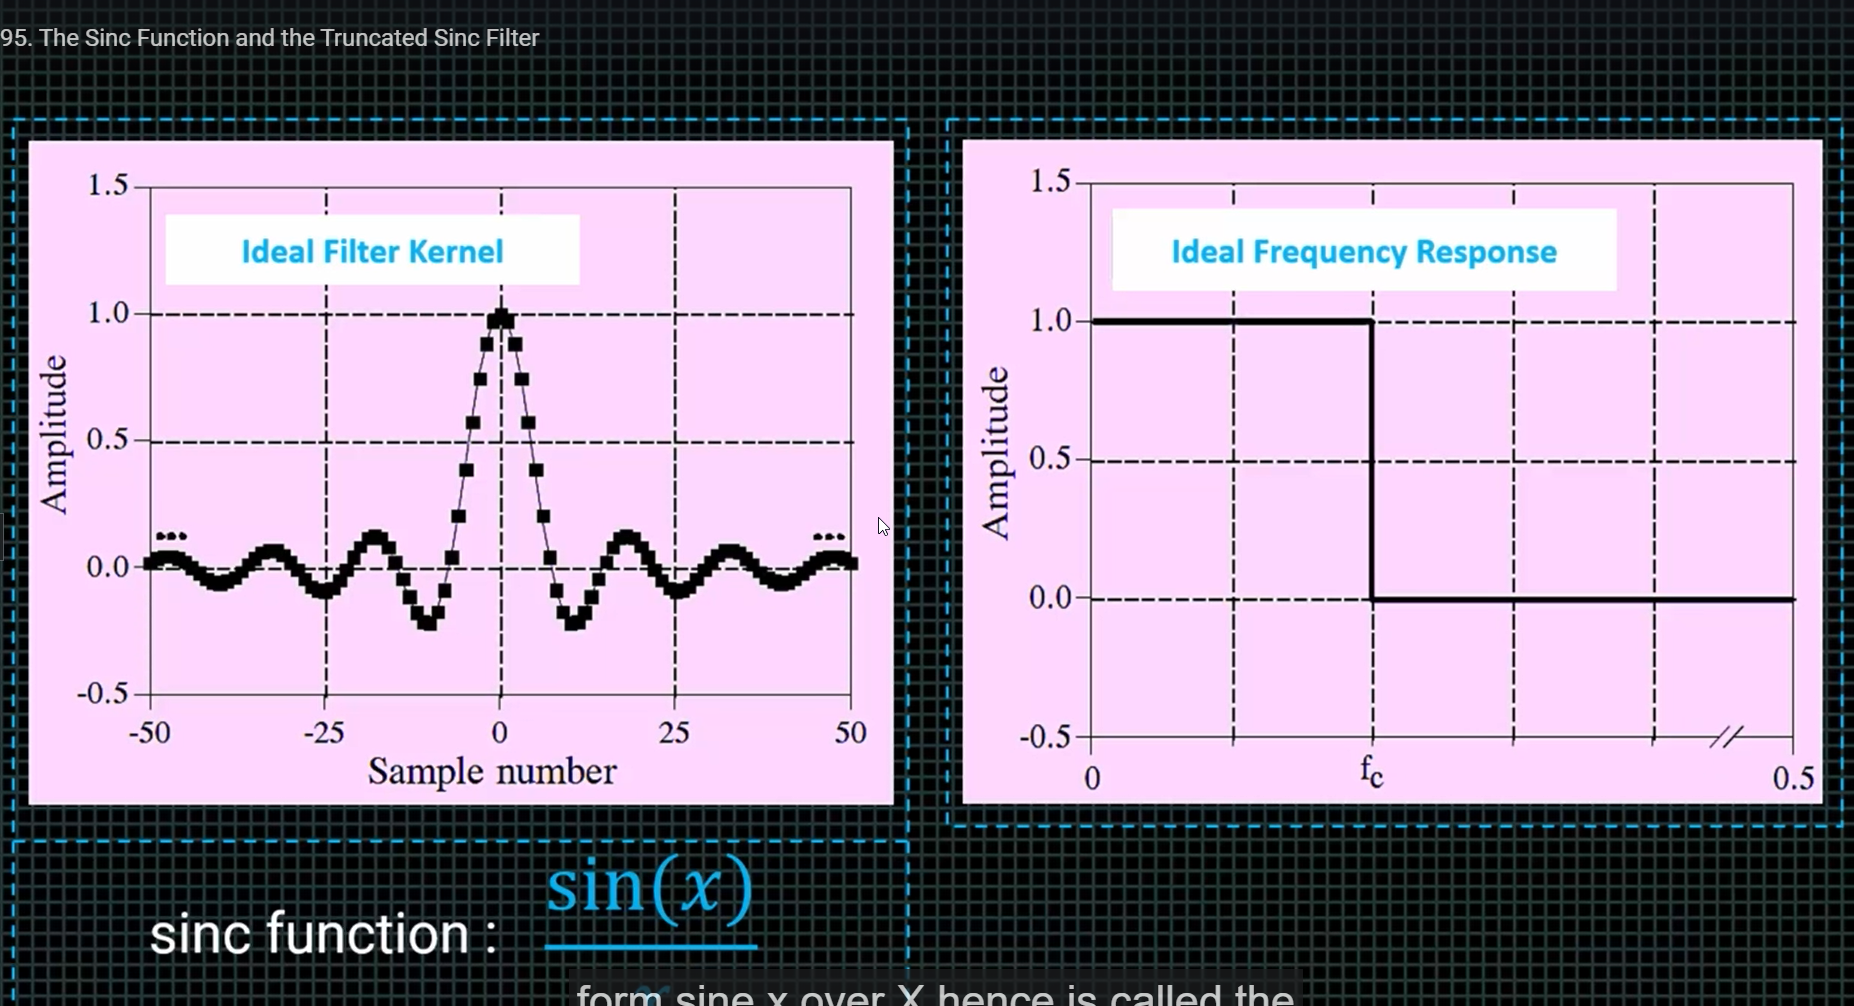 95. The Sinc Function and the Truncated Sinc Filter
1.5
Ideal Filter Kernel
1.0
0.5
0.0
-0.5
Amplitude
-50 -25 0 25 50
Sample number
1.5
Ideal Frequency Response
1.0
0.5
0.0
-0.5
Amplitude
0 fc 0.5
sin(x)
sinc function :
form sine x over X hence is called the